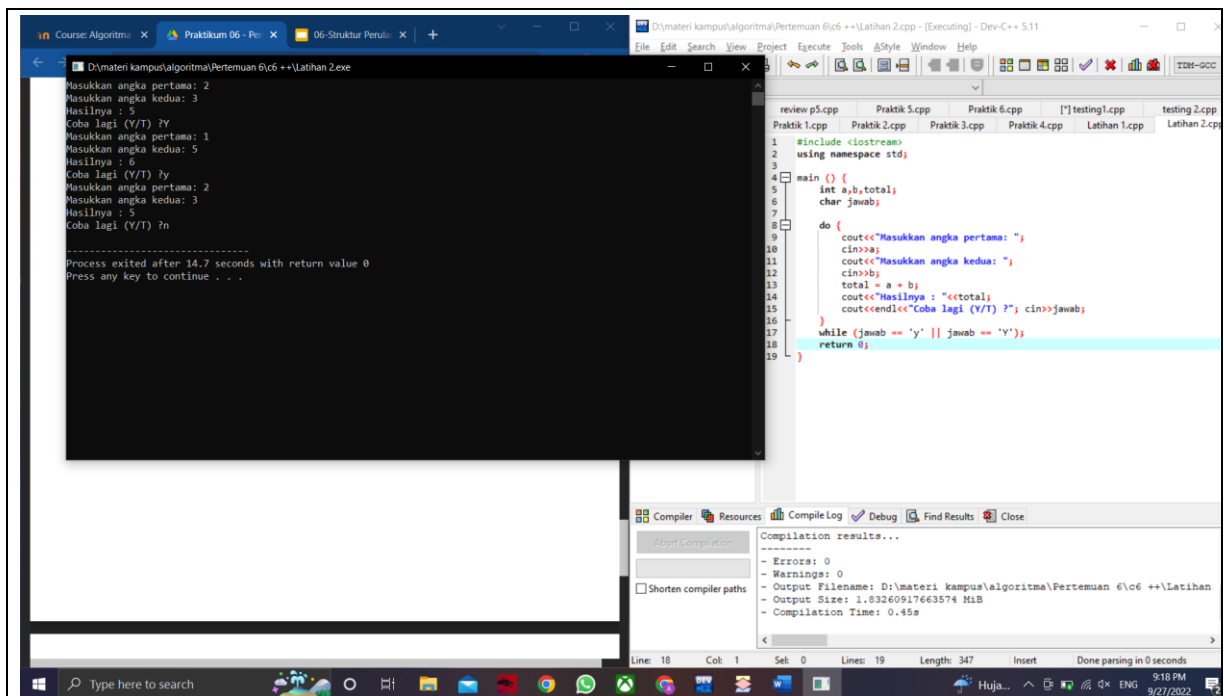 Course: Algoritma
Praktikum 06 - Per
06-Struktur Perula
D:\materi kampus\algoritma\Pertemuan 6\c6 ++\Latihan 2.exe
Masukkan angka pertama: 2
Masukkan angka kedua: 3
Hasilnya : 5
Coba lagi (Y/T) ?Y
Masukkan angka pertama: 1
Masukkan angka kedua: 5
Hasilnya : 6
Coba lagi (Y/T) ?y
Masukkan angka pertama: 2
Masukkan angka kedua: 3
Hasilnya : 5
Coba lagi (Y/T) ?n
--------------------------------
Process exited after 14.7 seconds with return value 0
Press any key to continue . . .
D:\materi kampus\algoritma\Pertemuan 6\c6 ++\Latihan 2.cpp - [Executing] - Dev-C++ 5.11
File Edit Search View Project Execute Tools AStyle Window Help
TDM-GCC
review p5.cpp Praktik 5.cpp Praktik 6.cpp [*] testing1.cpp testing 2.cpp
Praktik 1.cpp Praktik 2.cpp Praktik 3.cpp Praktik 4.cpp Latihan 1.cpp Latihan 2.cpp
1 #include <iostream>
2 using namespace std;
3
4 main () {
5 int a,b,total;
6 char jawab;
7
8 do {
9 cout<<"Masukkan angka pertama: ";
10 cin>>a;
11 cout<<"Masukkan angka kedua: ";
12 cin>>b;
13 total = a + b;
14 cout<<"Hasilnya : "<<total;
15 cout<<endl<<"Coba lagi (Y/T) ?"; cin>>jawab;
16 }
17 while (jawab == 'y' || jawab == 'Y');
18 return 0;
19 }
Compiler Resources Compile Log Debug Find Results Close
Abort Compilation
Shorten compiler paths
Compilation results...
--------
- Errors: 0
- Warnings: 0
- Output Filename: D:\materi kampus\algoritma\Pertemuan 6\c6 ++\Latihan
- Output Size: 1.83260917663574 MiB
- Compilation Time: 0.45s
Line: 18 Col: 1 Sel: 0 Lines: 19 Length: 347 Insert Done parsing in 0 seconds
Type here to search
DEV
Huja... ENG
9:18 PM
9/27/2022